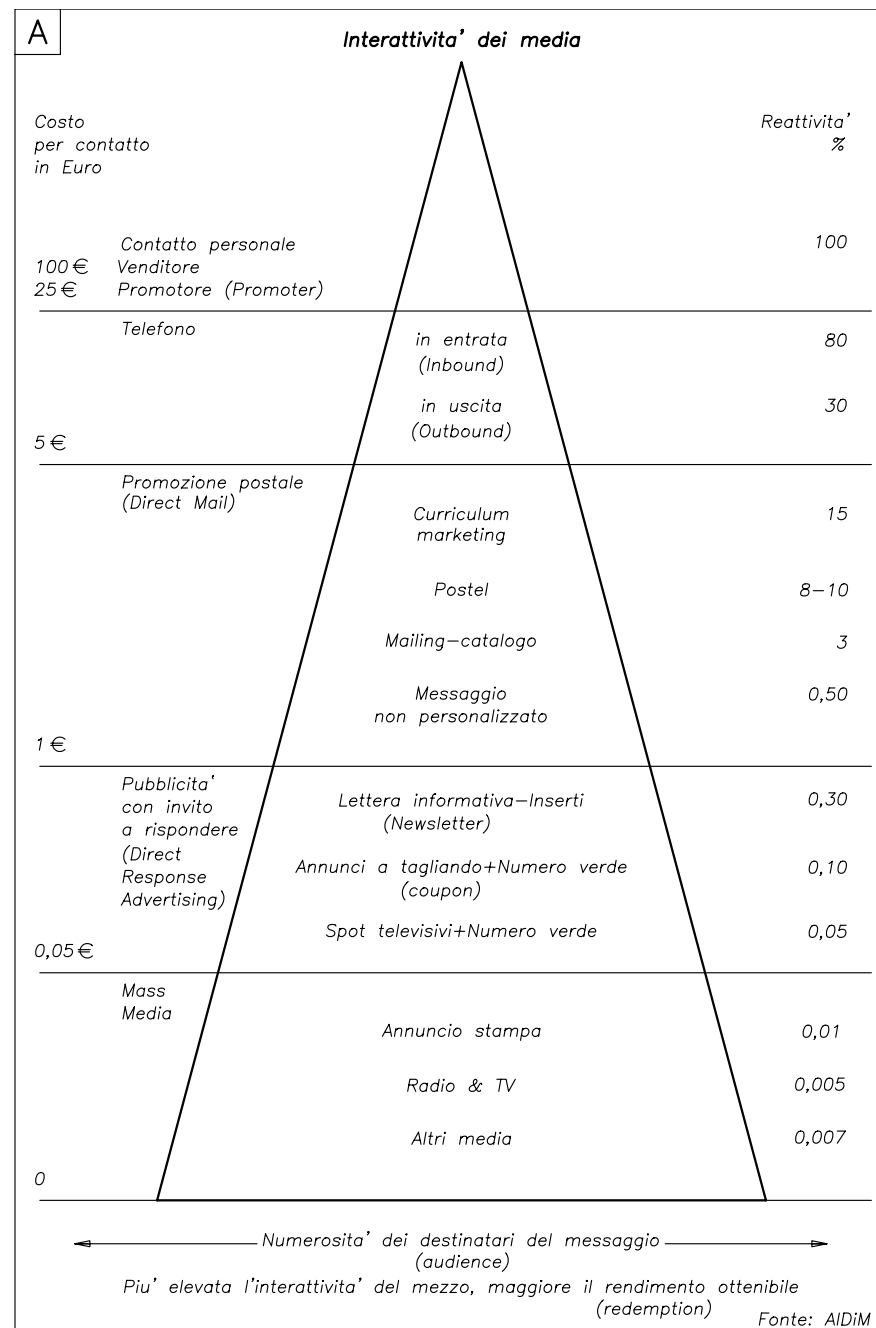 A
Interattivita' dei media
Costo
per contatto
in Euro
Reattivita'
%
Contatto personale
100
100 € Venditore
25 € Promotore (Promoter)
Telefono
in entrata
(Inbound)
80
in uscita
(Outbound)
30
5 €
Promozione postale
(Direct Mail)
Curriculum
marketing
15
Postel
8-10
Mailing-catalogo
3
Messaggio
non personalizzato
0,50
1 €
Pubblicita'
con invito
a rispondere
(Direct
Response
Advertising)
Lettera informativa-Inserti
(Newsletter)
0,30
Annunci a tagliando+Numero verde
(coupon)
0,10
Spot televisivi+Numero verde
0,05
0,05 €
Mass
Media
Annuncio stampa
0,01
Radio & TV
0,005
Altri media
0,007
0
Numerosita' dei destinatari del messaggio
(audience)
Piu' elevata l'interattivita' del mezzo, maggiore il rendimento ottenibile
(redemption)
Fonte: AIDiM